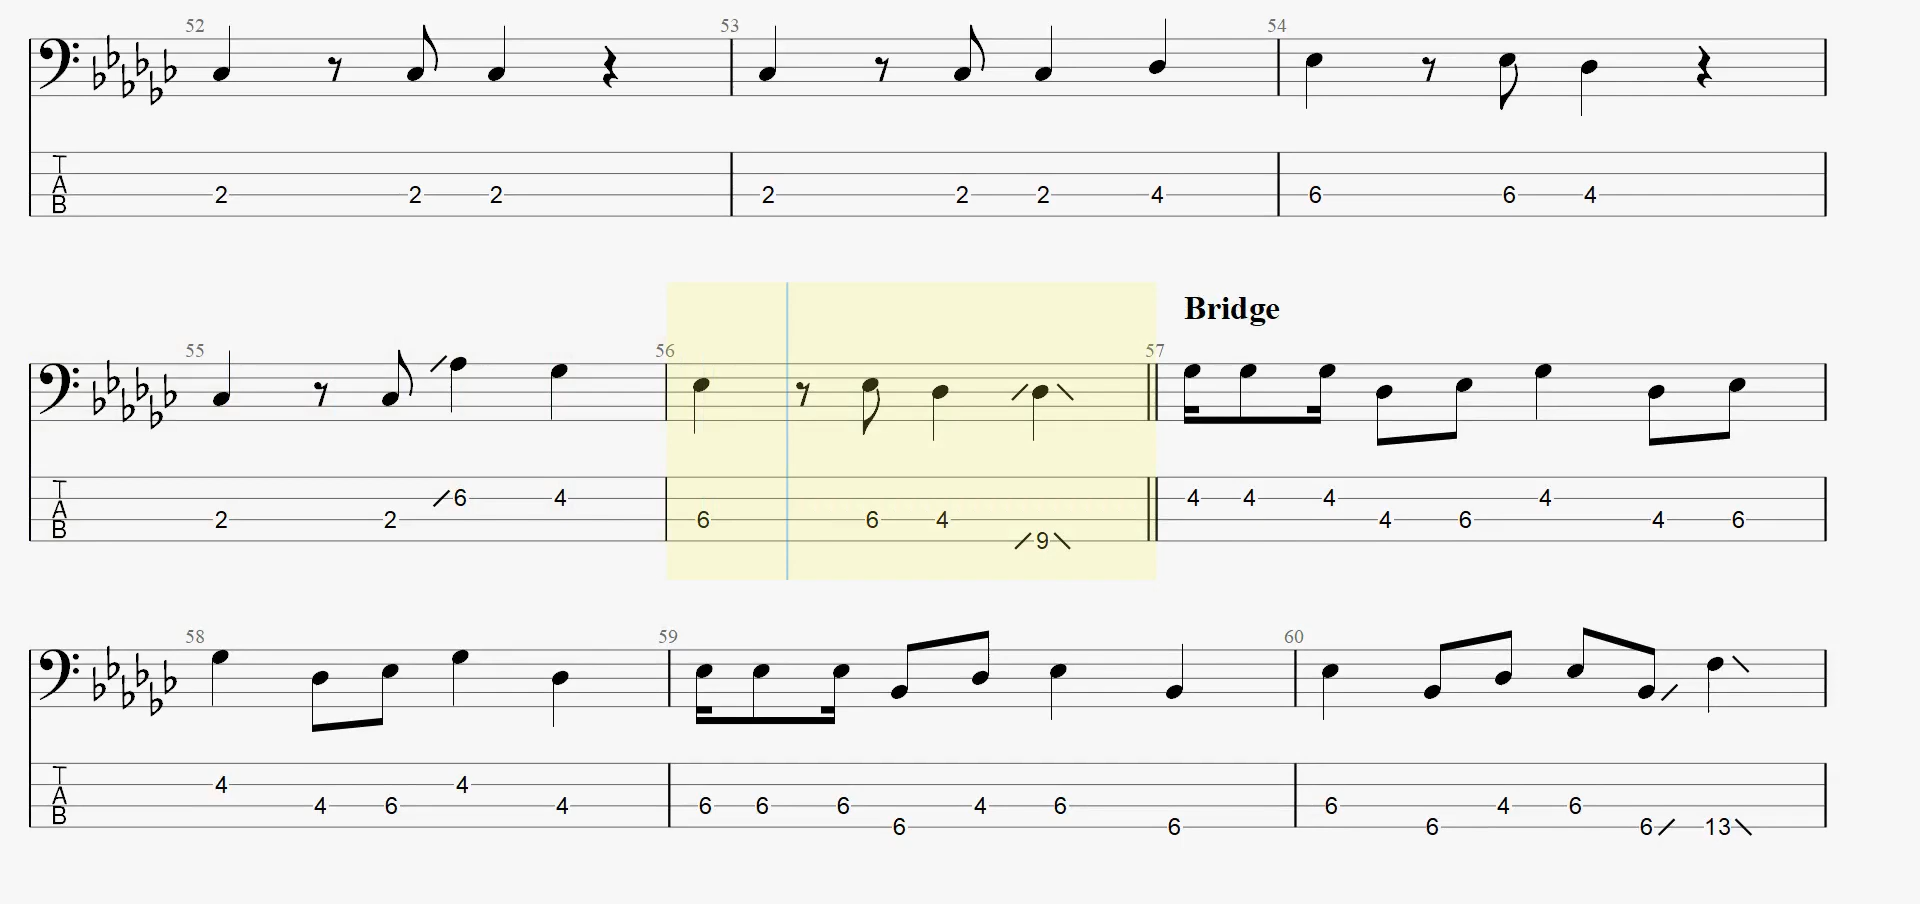 52 53 54
T
A 2 2 2 2 2 2 4 6 6 4
B
Bridge
55 56 57
T 6 4 4 4 4 4
A 2 2 6 6 4 4 6 4 6
B 9
58 59 60
T 4 4
A 4 6 4 6 6 6 4 6 6 4 6
B 6 6 6 6 13